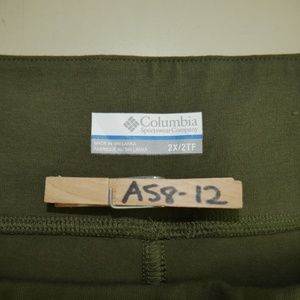 Columbia
Sportswear Company
MADE IN SRI LANKA
FABRIQUÉ AU SRI LANKA
2X/2TF
A58-12